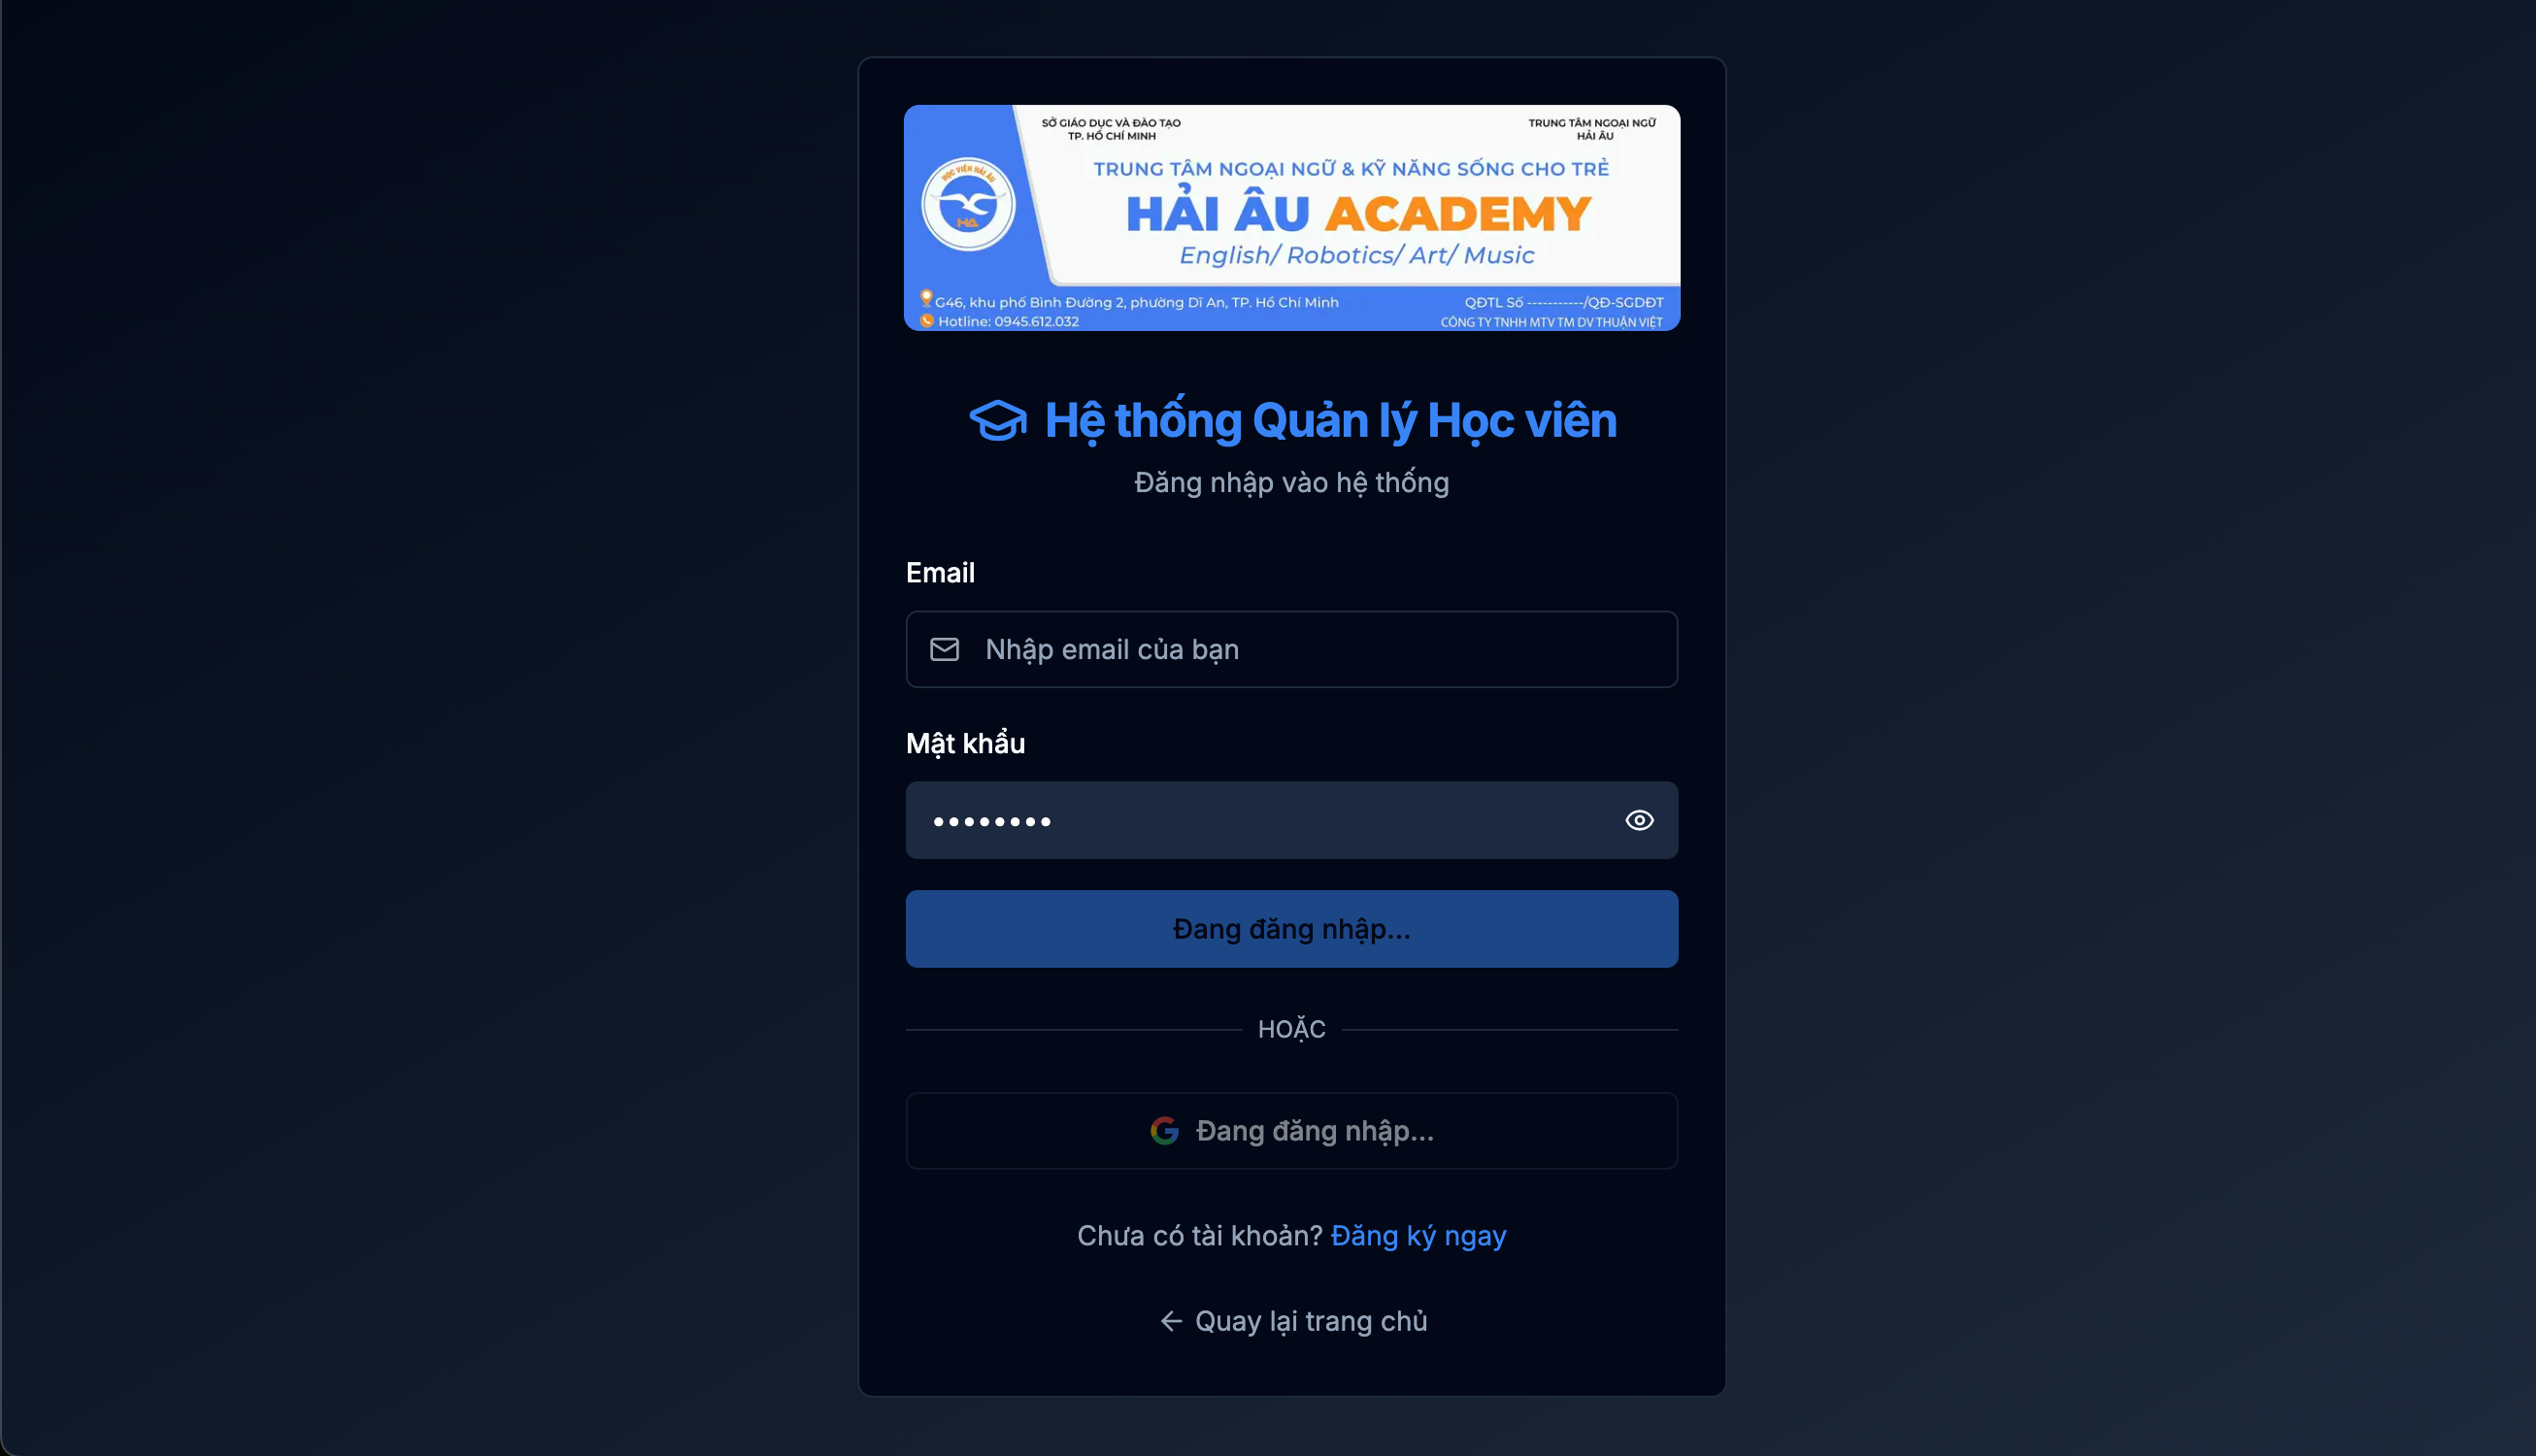 SỞ GIÁO DỤC VÀ ĐÀO TẠO
TP. HỒ CHÍ MINH
TRUNG TÂM NGOẠI NGỮ
HẢI ÂU
TRUNG TÂM NGOẠI NGỮ & KỸ NĂNG SỐNG CHO TRẺ
HẢI ÂU ACADEMY
English/ Robotics/ Art/ Music
HỌC VIỆN HẢI ÂU
HA
G46, khu phố Bình Đường 2, phường Dĩ An, TP. Hồ Chí Minh
Hotline: 0945.612.032
QĐTL Số -----------/QĐ-SGDĐT
CÔNG TY TNHH MTV TM DV THUẬN VIỆT
Hệ thống Quản lý Học viên
Đăng nhập vào hệ thống
Email
Nhập email của bạn
Mật khẩu
Đang đăng nhập...
HOẶC
Đang đăng nhập...
Chưa có tài khoản? Đăng ký ngay
← Quay lại trang chủ